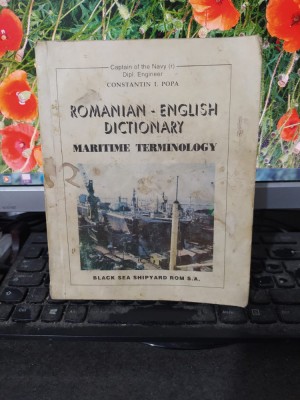 Captain of the Navy (r)
Dipl. Engineer
CONSTANTIN I. POPA
ROMANIAN - ENGLISH
DICTIONARY
MARITIME TERMINOLOGY
BLACK SEA SHIPYARD ROM S.A.